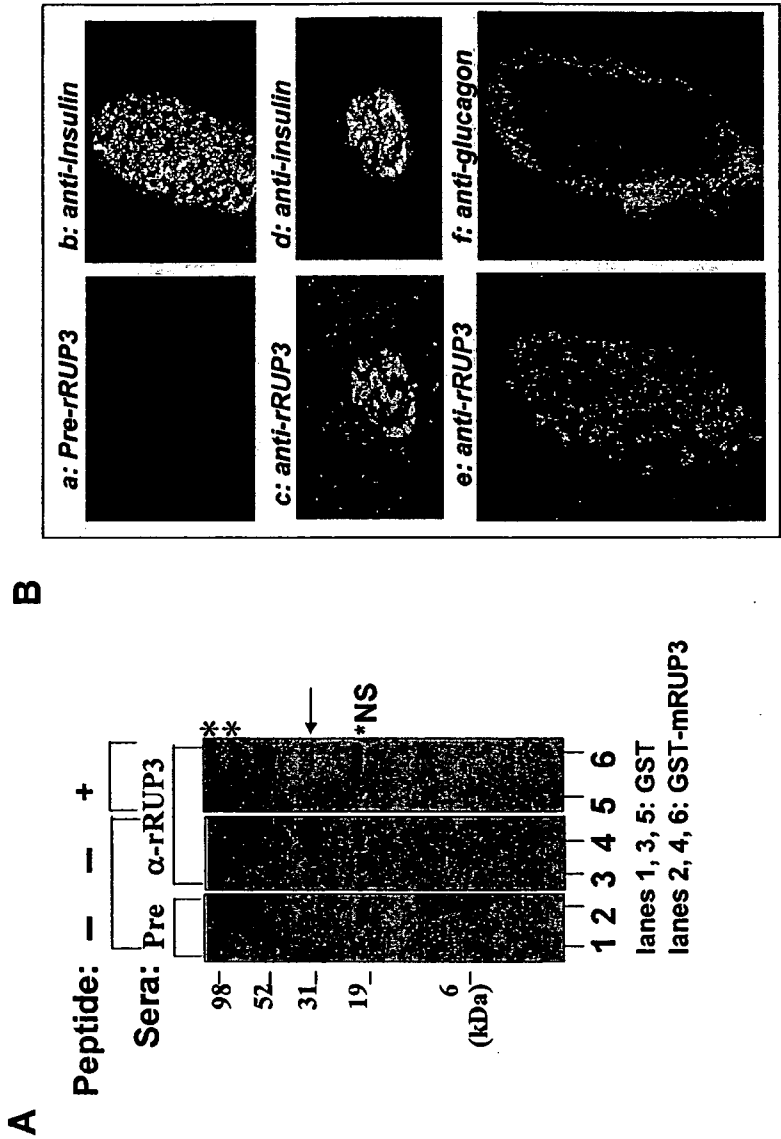 A
Peptide: – – +
Sera: Pre α-rRUP3
98
52
31
19
6
(kDa)
*
*
*NS
1 2 3 4 5 6
lanes 1, 3, 5: GST
lanes 2, 4, 6: GST-mRUP3
B
a: Pre-rRUP3
b: anti-Insulin
c: anti-rRUP3
d: anti-insulin
e: anti-rRUP3
f: anti-glucagon